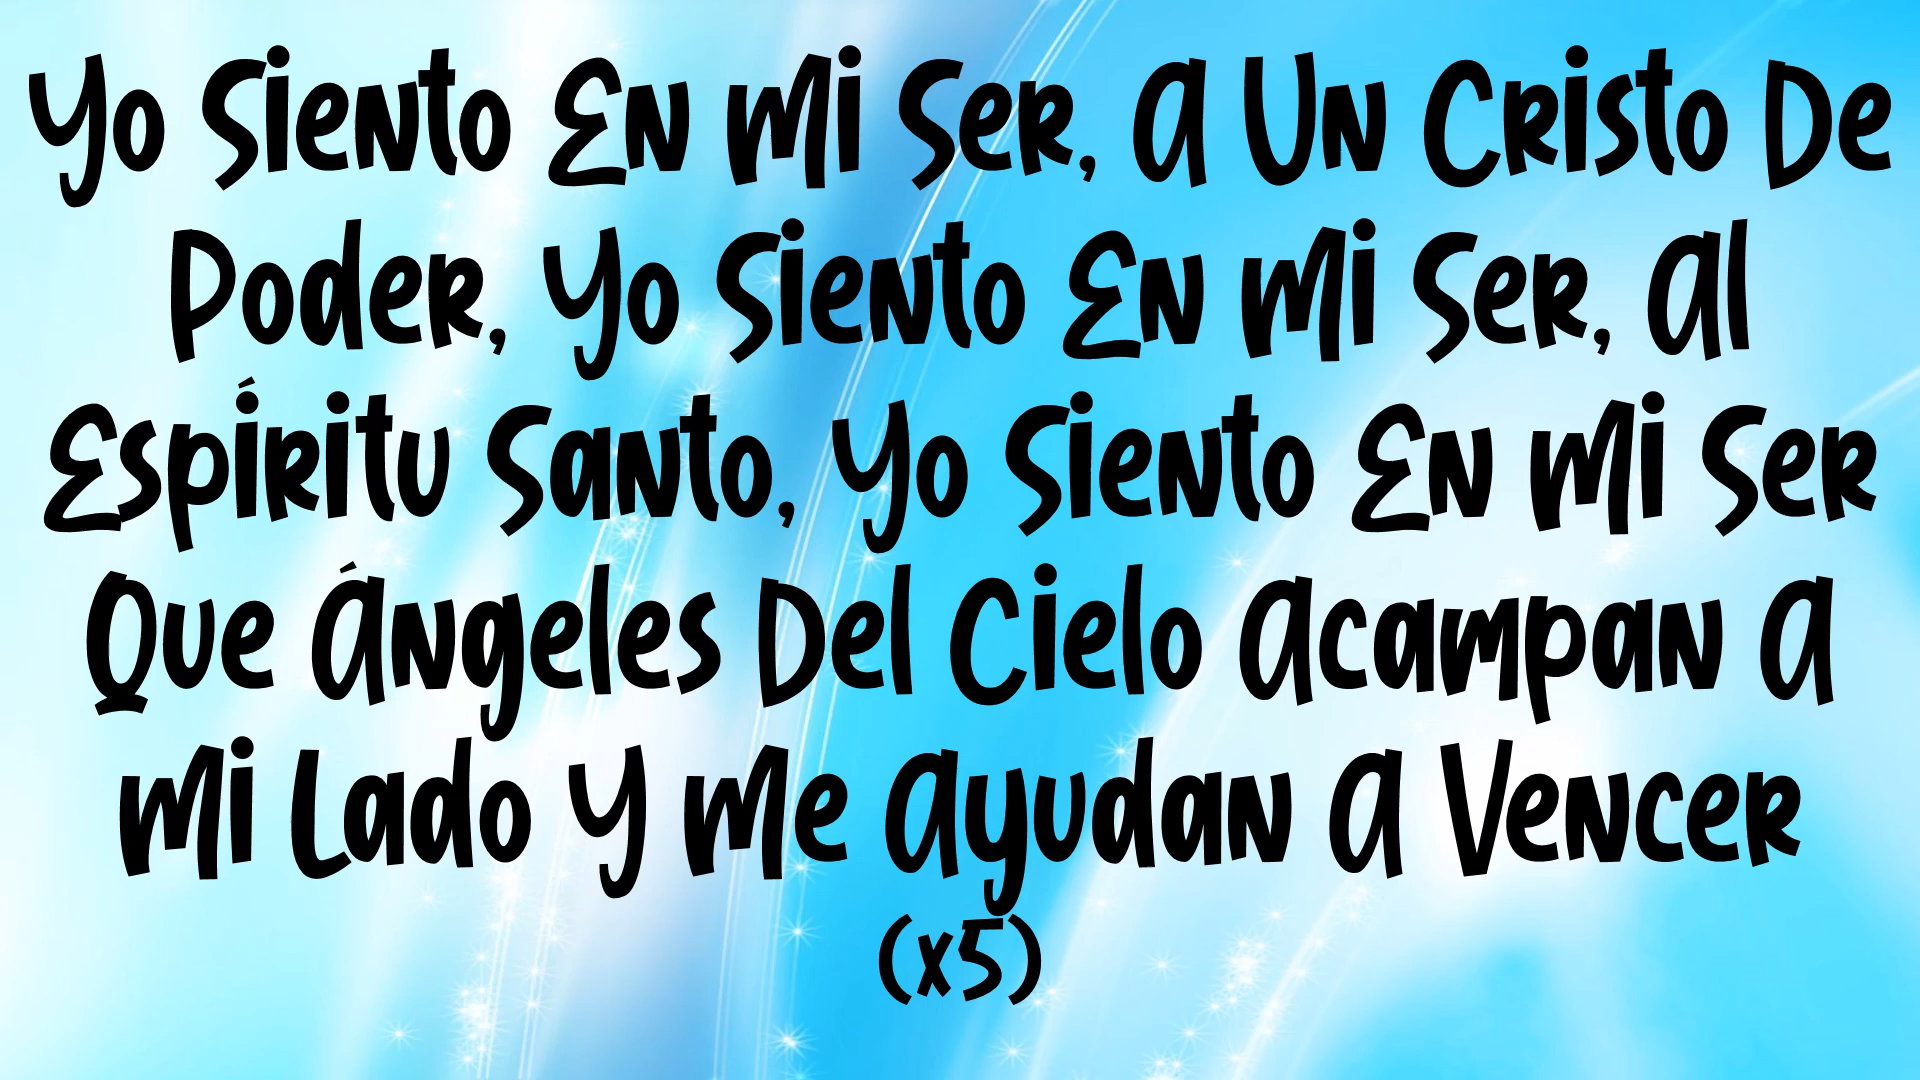 Yo Siento En Mi Ser, A Un Cristo De
Poder, Yo Siento En Mi Ser, Al
Espíritu Santo, Yo Siento En Mi Ser
Que Ángeles Del Cielo Acampan A
Mi Lado Y Me Ayudan A Vencer
(x5)